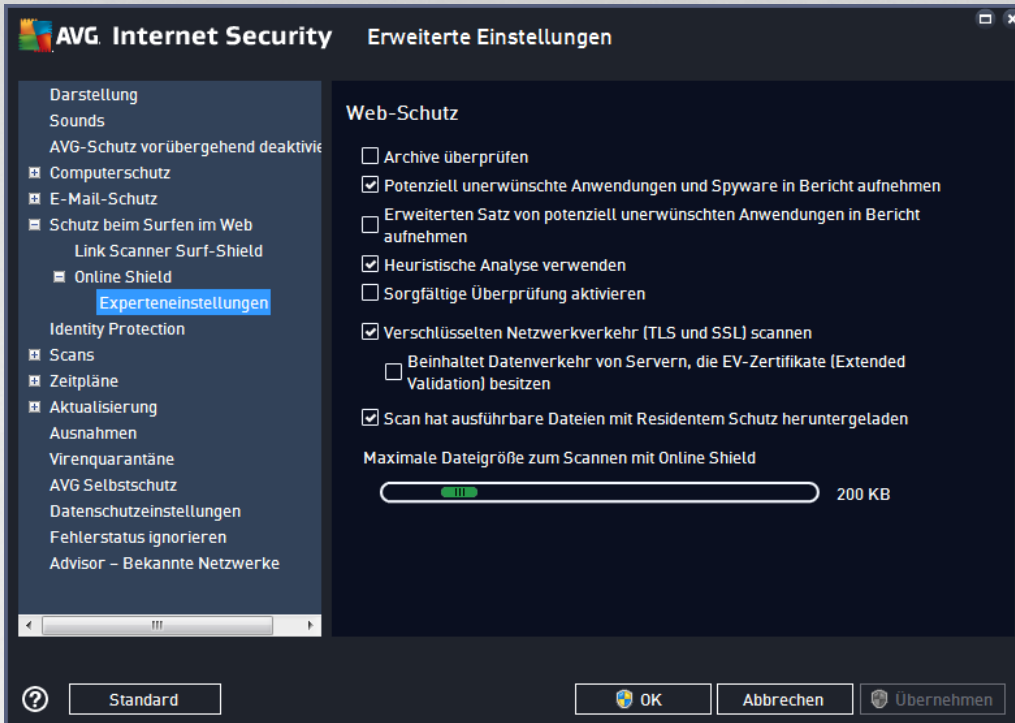 AVG Internet Security
Erweiterte Einstellungen
Darstellung
Sounds
AVG-Schutz vorübergehend deaktivie
Computerschutz
E-Mail-Schutz
Schutz beim Surfen im Web
Link Scanner Surf-Shield
Online Shield
Experteneinstellungen
Identity Protection
Scans
Zeitpläne
Aktualisierung
Ausnahmen
Virenquarantäne
AVG Selbstschutz
Datenschutzeinstellungen
Fehlerstatus ignorieren
Advisor – Bekannte Netzwerke
Web-Schutz
Archive überprüfen
Potenziell unerwünschte Anwendungen und Spyware in Bericht aufnehmen
Erweiterten Satz von potenziell unerwünschten Anwendungen in Bericht
aufnehmen
Heuristische Analyse verwenden
Sorgfältige Überprüfung aktivieren
Verschlüsselten Netzwerkverkehr (TLS und SSL) scannen
Beinhaltet Datenverkehr von Servern, die EV-Zertifikate (Extended
Validation) besitzen
Scan hat ausführbare Dateien mit Residentem Schutz heruntergeladen
Maximale Dateigröße zum Scannen mit Online Shield
200 KB
?
Standard
OK
Abbrechen
Übernehmen